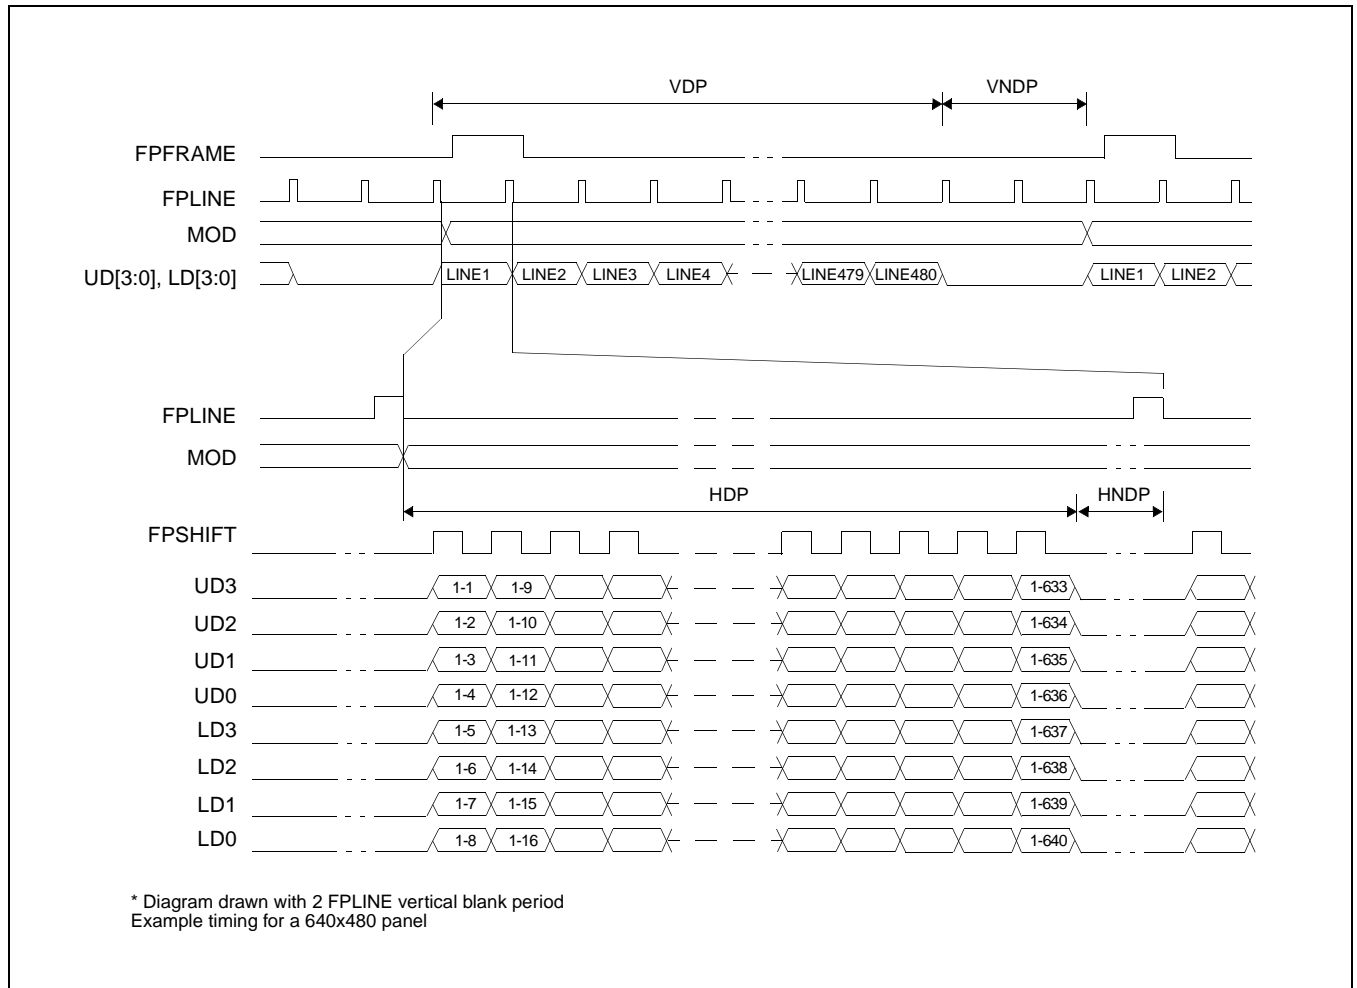 VDP VNDP
FPFRAME
FPLINE
MOD
UD[3:0], LD[3:0] LINE1 LINE2 LINE3 LINE4 LINE479 LINE480 LINE1 LINE2
FPLINE
MOD
HDP HNDP
FPSHIFT
UD3 1-1 1-9 1-633
UD2 1-2 1-10 1-634
UD1 1-3 1-11 1-635
UD0 1-4 1-12 1-636
LD3 1-5 1-13 1-637
LD2 1-6 1-14 1-638
LD1 1-7 1-15 1-639
LD0 1-8 1-16 1-640
* Diagram drawn with 2 FPLINE vertical blank period
Example timing for a 640x480 panel